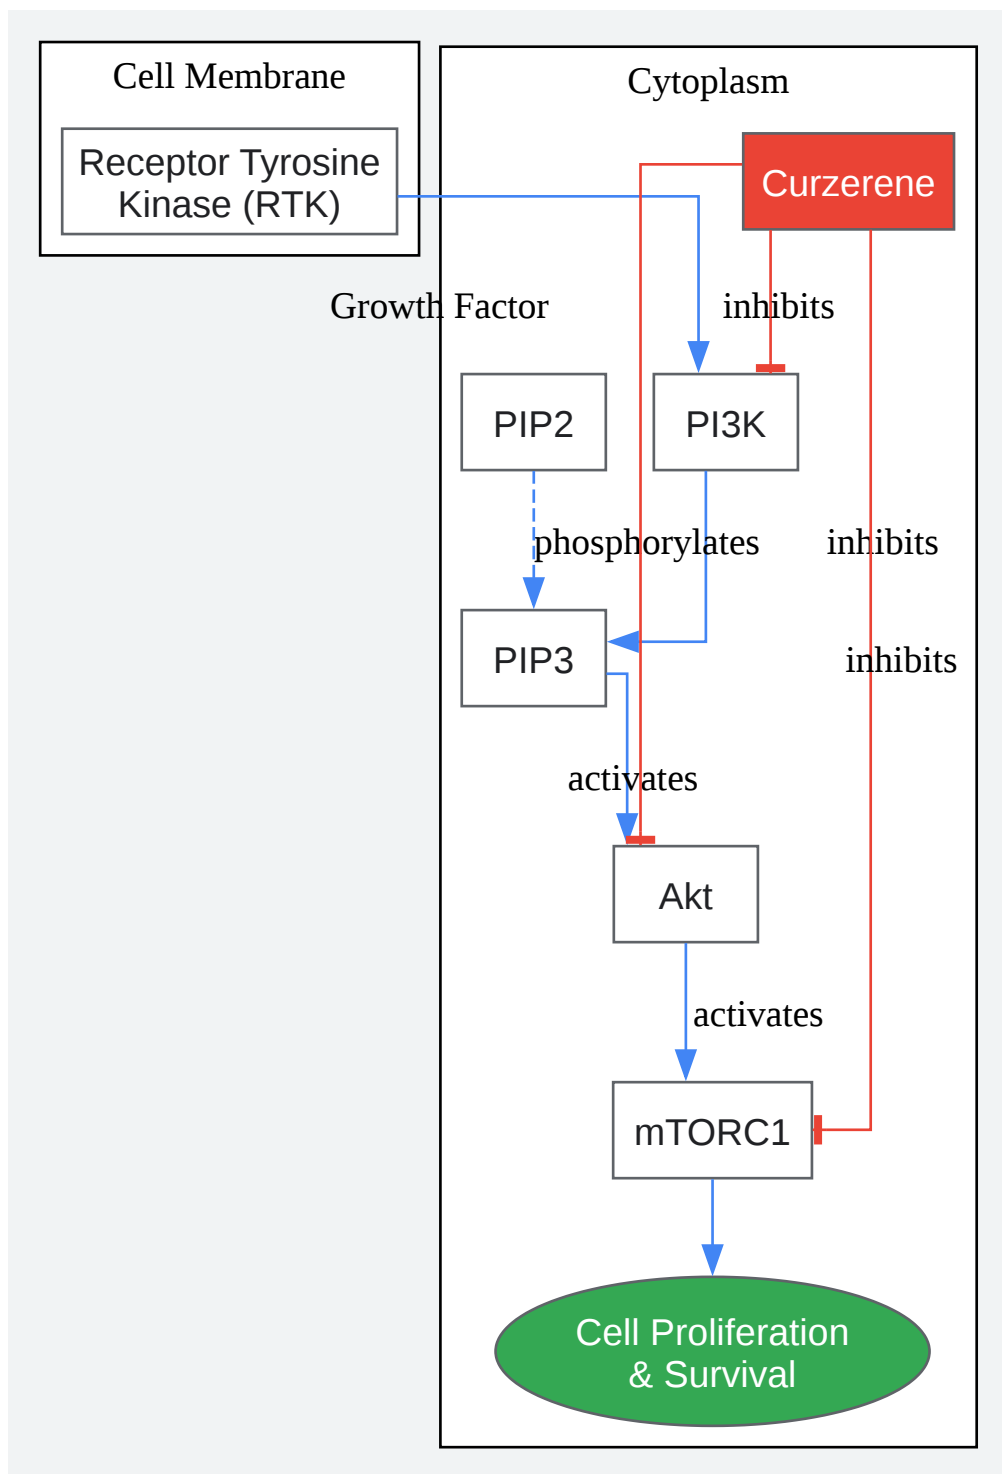 Cell Membrane
Cytoplasm
Receptor Tyrosine
Kinase (RTK)
Curzerene
Growth Factor
inhibits
PIP2
PI3K
phosphorylates
inhibits
PIP3
inhibits
activates
Akt
activates
mTORC1
Cell Proliferation
& Survival